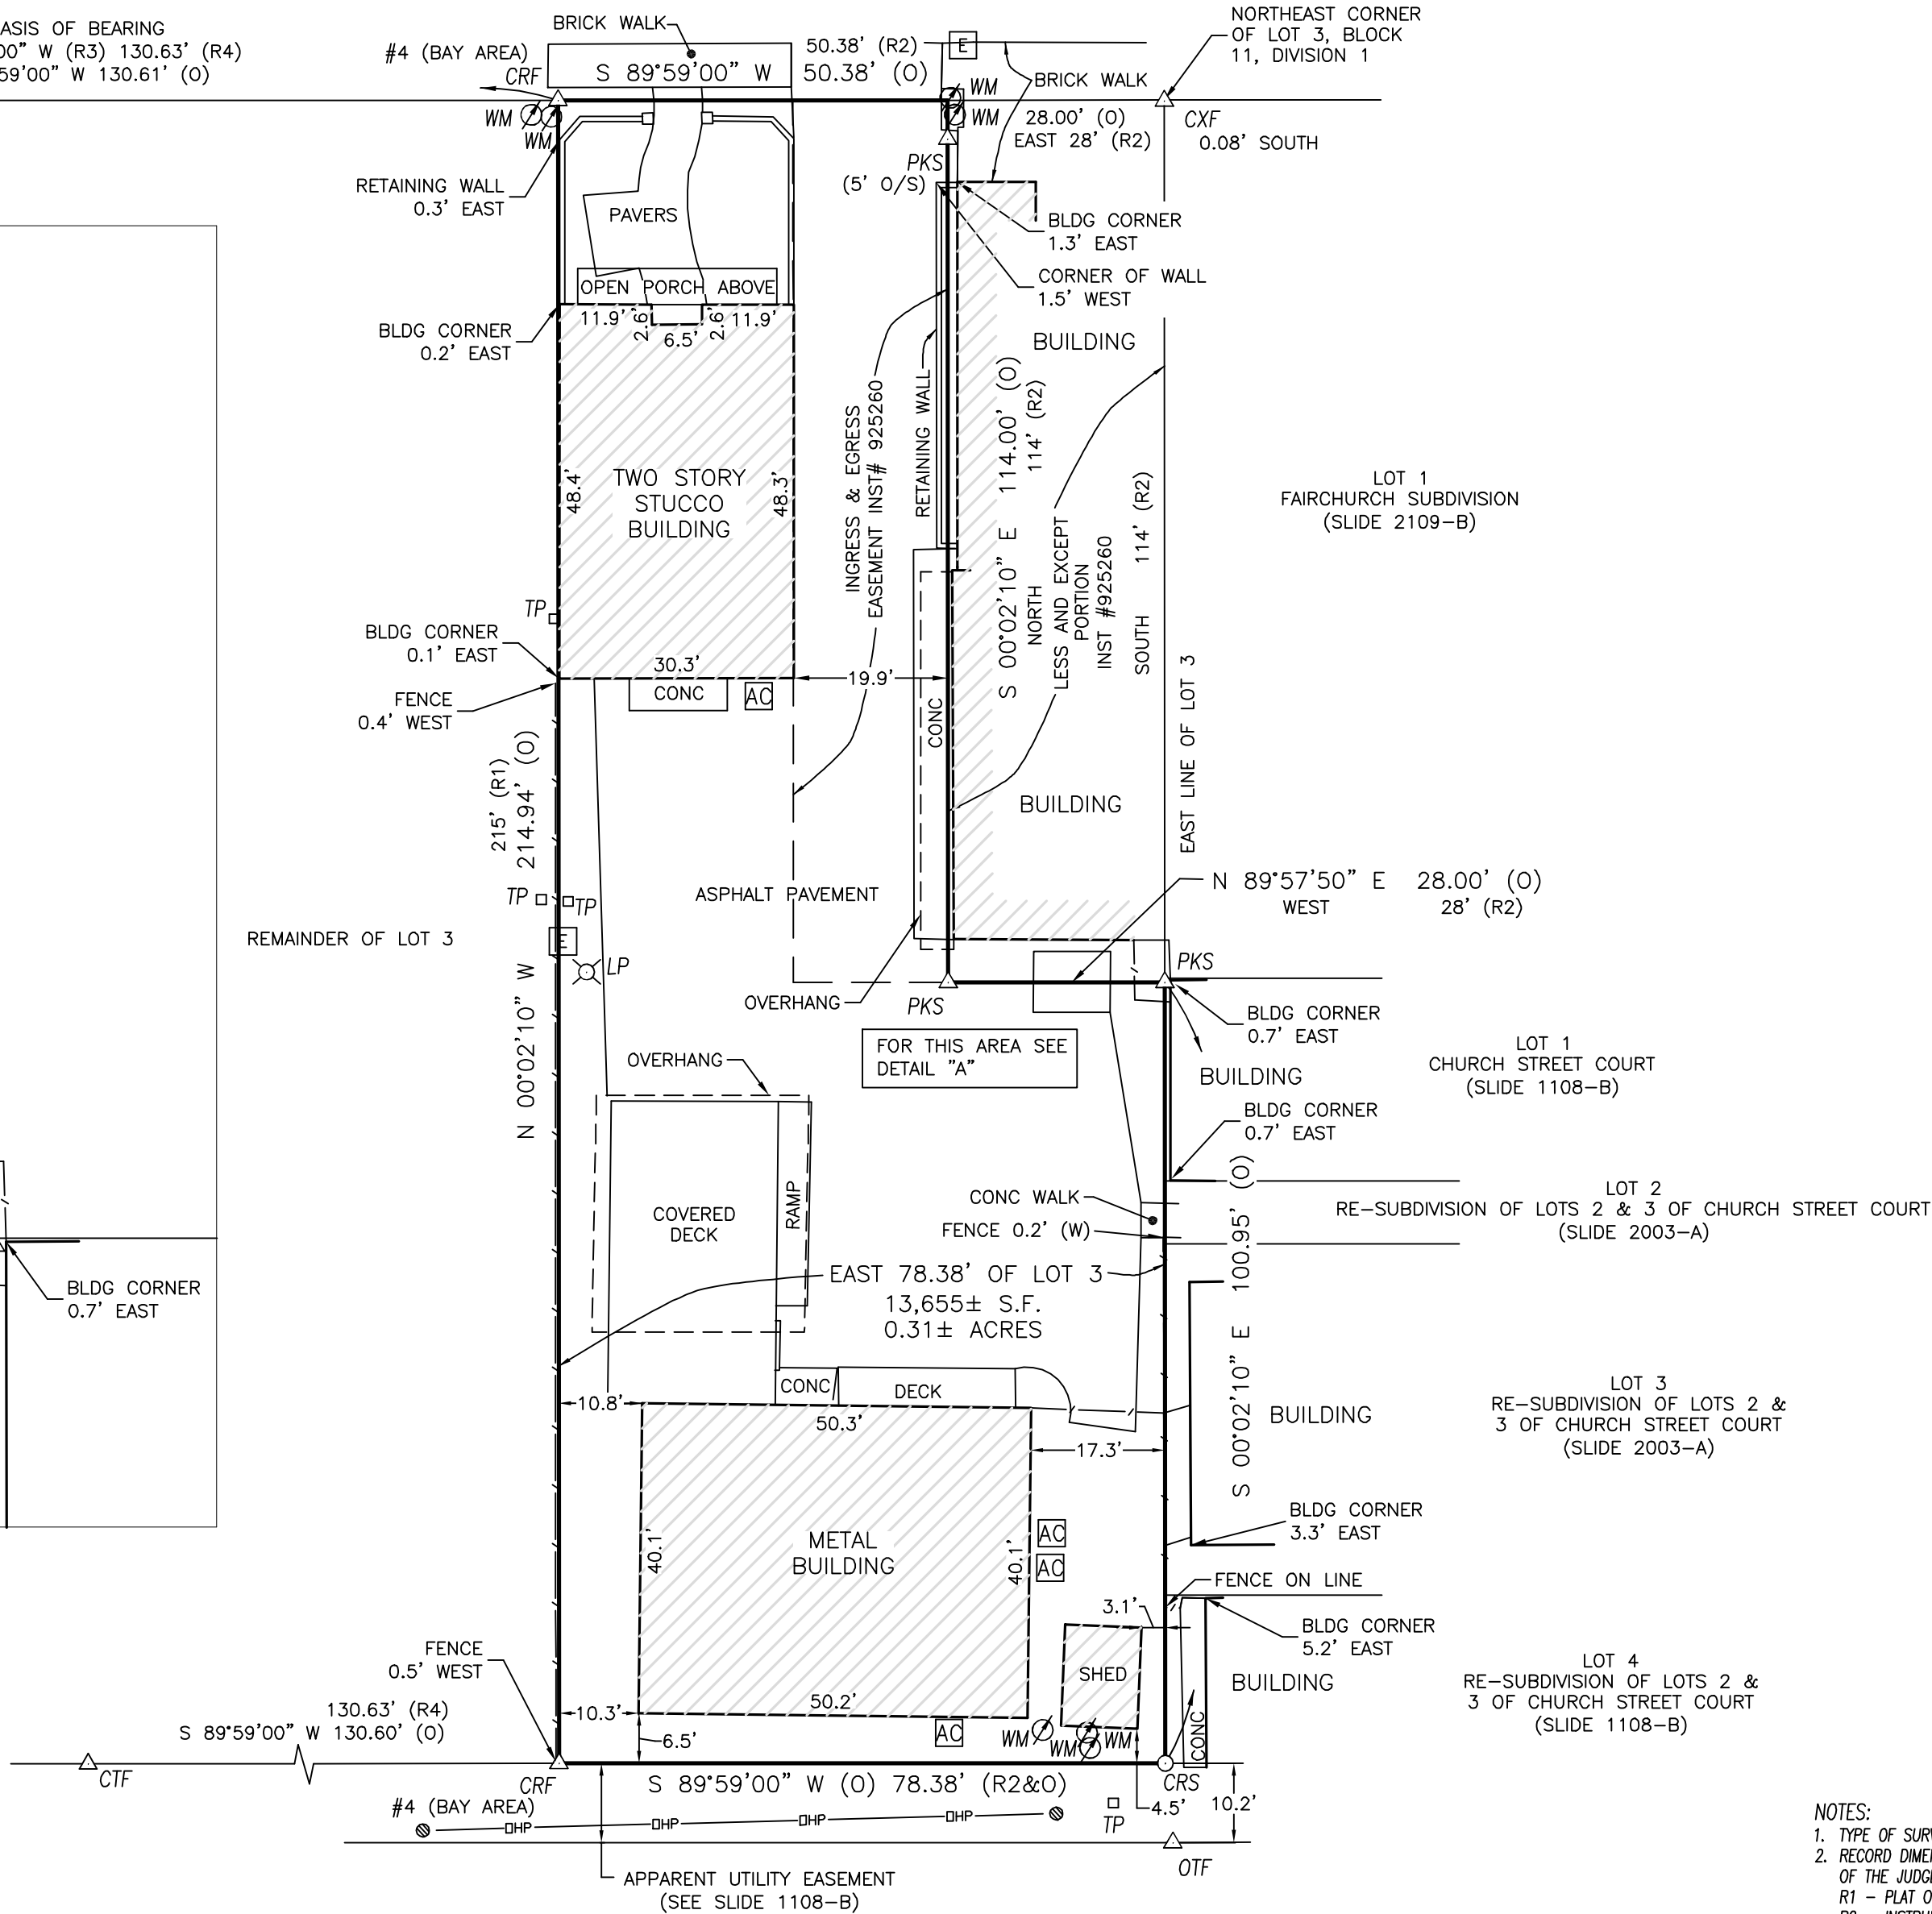 ASIS OF BEARING
00" W (R3) 130.63' (R4)
59'00" W 130.61' (O)
#4 (BAY AREA)
CRF
BRICK WALK
S 89°59'00" W
50.38' (R2)
50.38' (O)
E
BRICK WALK
NORTHEAST CORNER
OF LOT 3, BLOCK
11, DIVISION 1
WM
WM
WM
WM
28.00' (O)
EAST 28' (R2)
CXF
0.08' SOUTH
PKS
(5' O/S)
RETAINING WALL
0.3' EAST
PAVERS
BLDG CORNER
1.3' EAST
CORNER OF WALL
1.5' WEST
OPEN PORCH ABOVE
11.9'
2.6'
6.5'
2.6'
11.9'
BLDG CORNER
0.2' EAST
BUILDING
TWO STORY
STUCCO
BUILDING
48.4'
48.3'
INGRESS & EGRESS
EASEMENT INST# 925260
RETAINING WALL
S 00°02'10" E 114.00' (O)
NORTH 114' (R2)
LESS AND EXCEPT
PORTION
INST #925260
SOUTH 114' (R2)
EAST LINE OF LOT 3
LOT 1
FAIRCHURCH SUBDIVISION
(SLIDE 2109-B)
TP
BLDG CORNER
0.1' EAST
30.3'
19.9'
CONC
AC
FENCE
0.4' WEST
CONC
215' (R1)
N 00°02'10" W 214.94' (O)
BUILDING
ASPHALT PAVEMENT
N 89°57'50" E 28.00' (O)
WEST 28' (R2)
TP
TP
REMAINDER OF LOT 3
E
LP
PKS
OVERHANG
PKS
BLDG CORNER
0.7' EAST
FOR THIS AREA SEE
DETAIL "A"
OVERHANG
BUILDING
LOT 1
CHURCH STREET COURT
(SLIDE 1108-B)
BLDG CORNER
0.7' EAST
COVERED
DECK
RAMP
CONC WALK
FENCE 0.2' (W)
LOT 2
RE-SUBDIVISION OF LOTS 2 & 3 OF CHURCH STREET COURT
(SLIDE 2003-A)
S 00°02'10" E 100.95' (O)
BLDG CORNER
0.7' EAST
EAST 78.38' OF LOT 3
13,655± S.F.
0.31± ACRES
CONC
DECK
10.8'
50.3'
17.3'
BUILDING
LOT 3
RE-SUBDIVISION OF LOTS 2 &
3 OF CHURCH STREET COURT
(SLIDE 2003-A)
METAL
BUILDING
40.1'
40.1'
AC
AC
BLDG CORNER
3.3' EAST
FENCE ON LINE
3.1'
BLDG CORNER
5.2' EAST
FENCE
0.5' WEST
SHED
BUILDING
LOT 4
RE-SUBDIVISION OF LOTS 2 &
3 OF CHURCH STREET COURT
(SLIDE 1108-B)
130.63' (R4)
S 89°59'00" W 130.60' (O)
10.3'
50.2'
6.5'
AC
WM
WM
WM
CONC
CTF
CRF
S 89°59'00" W (O) 78.38' (R2&O)
CRS
#4 (BAY AREA)
OHP
OHP
OHP
OHP
TP
4.5'
10.2'
OTF
APPARENT UTILITY EASEMENT
(SEE SLIDE 1108-B)
NOTES:
1. TYPE OF SUR
2. RECORD DIME
OF THE JUDG
R1 - PLAT O